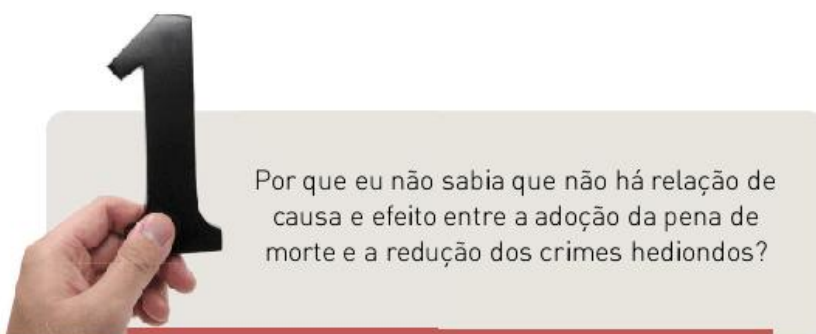 1
Por que eu não sabia que não há relação de
causa e efeito entre a adoção da pena de
morte e a redução dos crimes hediondos?